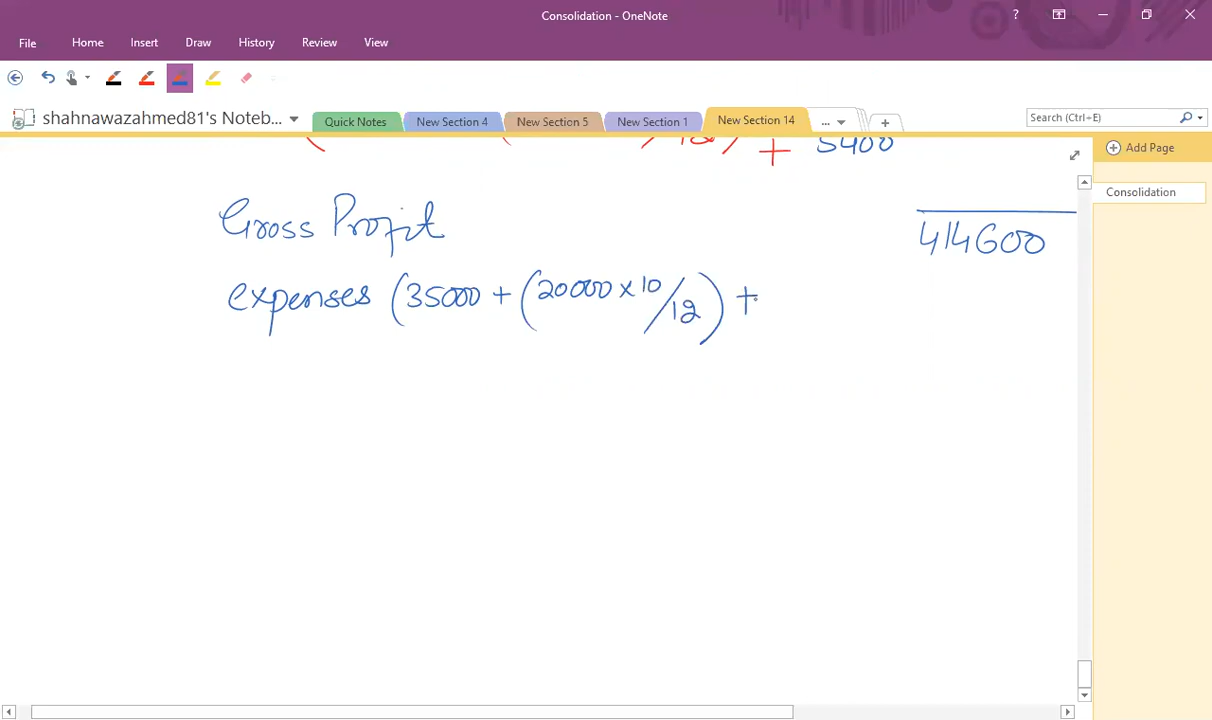 Consolidation - OneNote
?
File Home Insert Draw History Review View
shahnawazahmed81's Noteb...
Quick Notes New Section 4 New Section 5 New Section 1 New Section 14 ...
Search (Ctrl+E)
+ 5400
Add Page
Consolidation
Gross Profit 414600
expenses (35000 + (20000 × 10/12) +